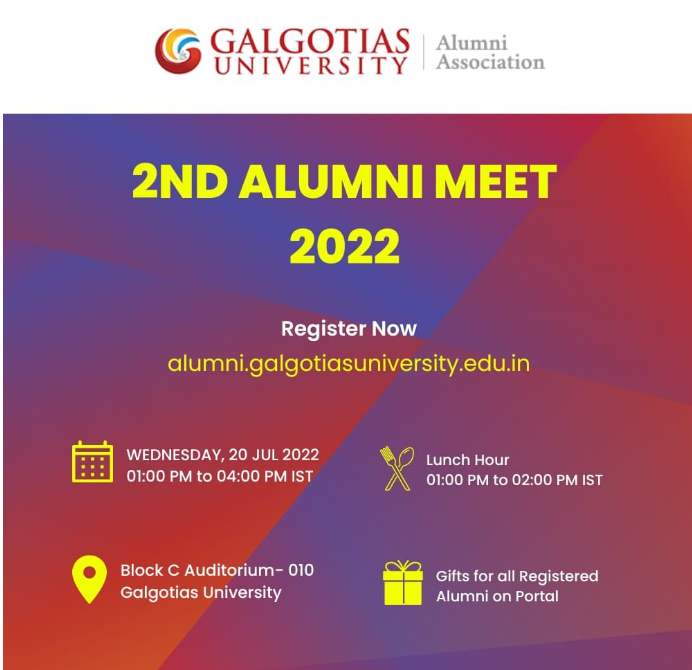 GALGOTIAS
UNIVERSITY
Alumni
Association
2ND ALUMNI MEET
2022
Register Now
alumni.galgotiasuniversity.edu.in
WEDNESDAY, 20 JUL 2022
01:00 PM to 04:00 PM IST
Lunch Hour
01:00 PM to 02:00 PM IST
Block C Auditorium- 010
Galgotias University
Gifts for all Registered
Alumni on Portal